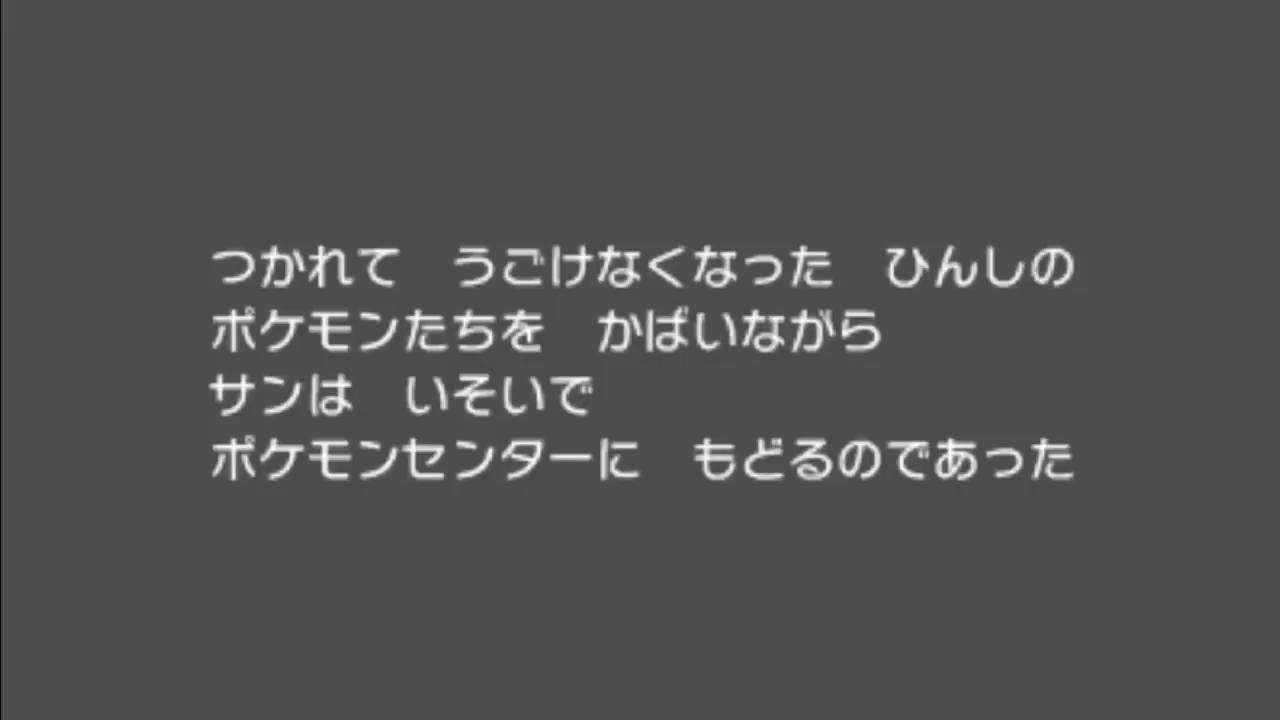 つかれて　うごけなくなった　ひんしの
ポケモンたちを　かばいながら
サンは　いそいで
ポケモンセンターに　もどるのであった